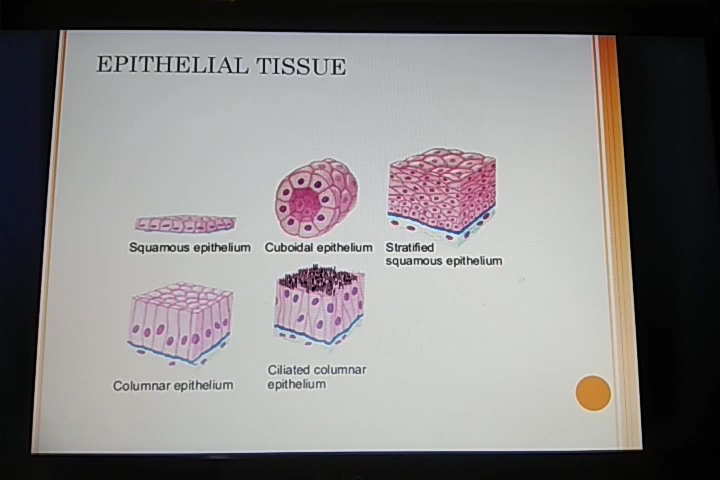 EPITHELIAL TISSUE
Squamous epithelium
Cuboidal epithelium
Stratified
squamous epithelium
Columnar epithelium
Ciliated columnar
epithelium